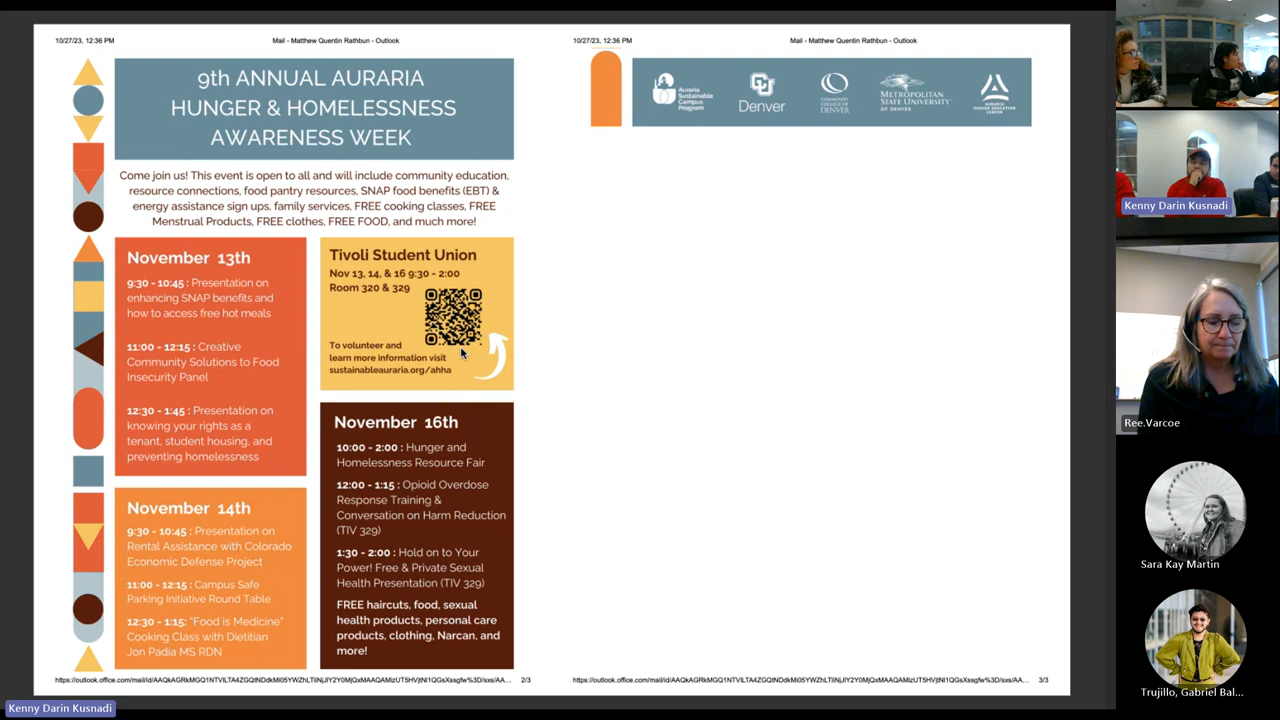 10/27/23, 12:36 PM
Mail - Matthew Quentin Rathbun - Outlook
9th ANNUAL AURARIA
HUNGER & HOMELESSNESS
AWARENESS WEEK
Come join us! This event is open to all and will include community education,
resource connections, food pantry resources, SNAP food benefits (EBT) &
energy assistance sign ups, family services, FREE cooking classes, FREE
Menstrual Products, FREE clothes, FREE FOOD, and much more!
November 13th
9:30 - 10:45 : Presentation on
enhancing SNAP benefits and
how to access free hot meals
11:00 - 12:15 : Creative
Community Solutions to Food
Insecurity Panel
12:30 - 1:45 : Presentation on
knowing your rights as a
tenant, student housing, and
preventing homelessness
November 14th
9:30 - 10:45 : Presentation on
Rental Assistance with Colorado
Economic Defense Project
11:00 - 12:15 : Campus Safe
Parking Initiative Round Table
12:30 - 1:15: "Food is Medicine"
Cooking Class with Dietitian
Jon Padia MS RDN
Tivoli Student Union
Nov 13, 14, & 16 9:30 - 2:00
Room 320 & 329
To volunteer and
learn more information visit
sustainableauraria.org/ahha
November 16th
10:00 - 2:00 : Hunger and
Homelessness Resource Fair
12:00 - 1:15 : Opioid Overdose
Response Training &
Conversation on Harm Reduction
(TIV 329)
1:30 - 2:00 : Hold on to Your
Power! Free & Private Sexual
Health Presentation (TIV 329)
FREE haircuts, food, sexual
health products, personal care
products, clothing, Narcan, and
more!
2/3
10/27/23, 12:36 PM
Mail - Matthew Quentin Rathbun - Outlook
Auraria
Sustainable
Campus
Program
CU
Denver
COMMUNITY
COLLEGE OF
DENVER
METROPOLITAN
STATE UNIVERSITY
OF DENVER
AURARIA
HIGHER EDUCATION
CENTER
3/3
Kenny Darin Kusnadi
Ree.Varcoe
Sara Kay Martin
Trujillo, Gabriel Bal...
Kenny Darin Kusnadi